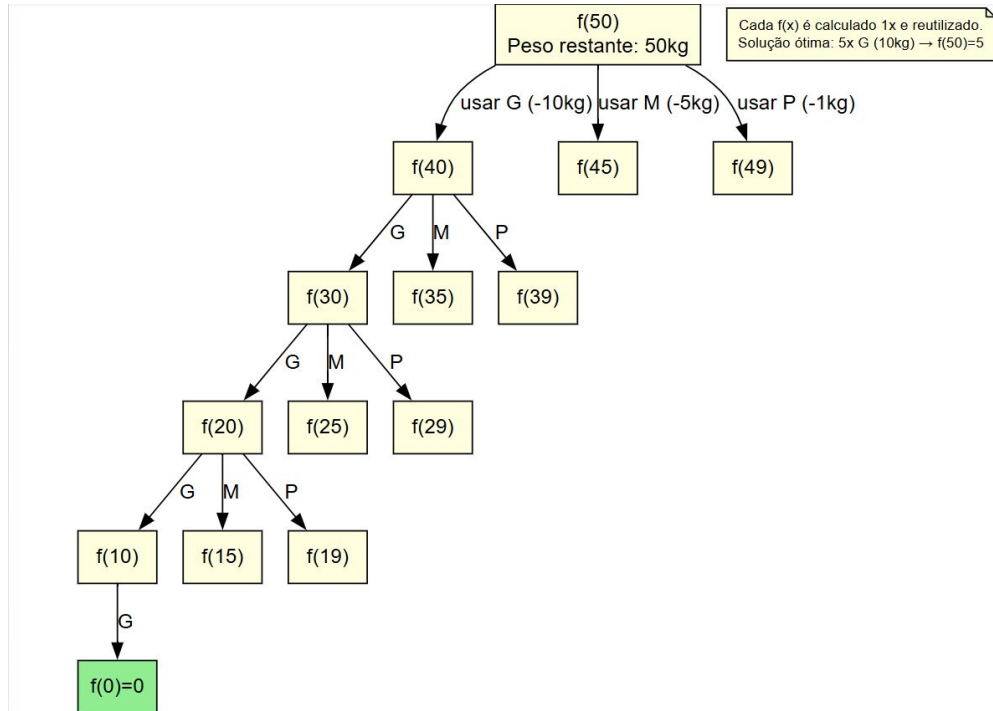 f(50)
Peso restante: 50kg
Cada f(x) é calculado 1x e reutilizado.
Solução ótima: 5x G (10kg) → f(50)=5
usar G (-10kg)
usar M (-5kg)
usar P (-1kg)
f(40)
f(45)
f(49)
G
M
P
f(30)
f(35)
f(39)
G
M
P
f(20)
f(25)
f(29)
G
M
P
f(10)
f(15)
f(19)
G
f(0)=0